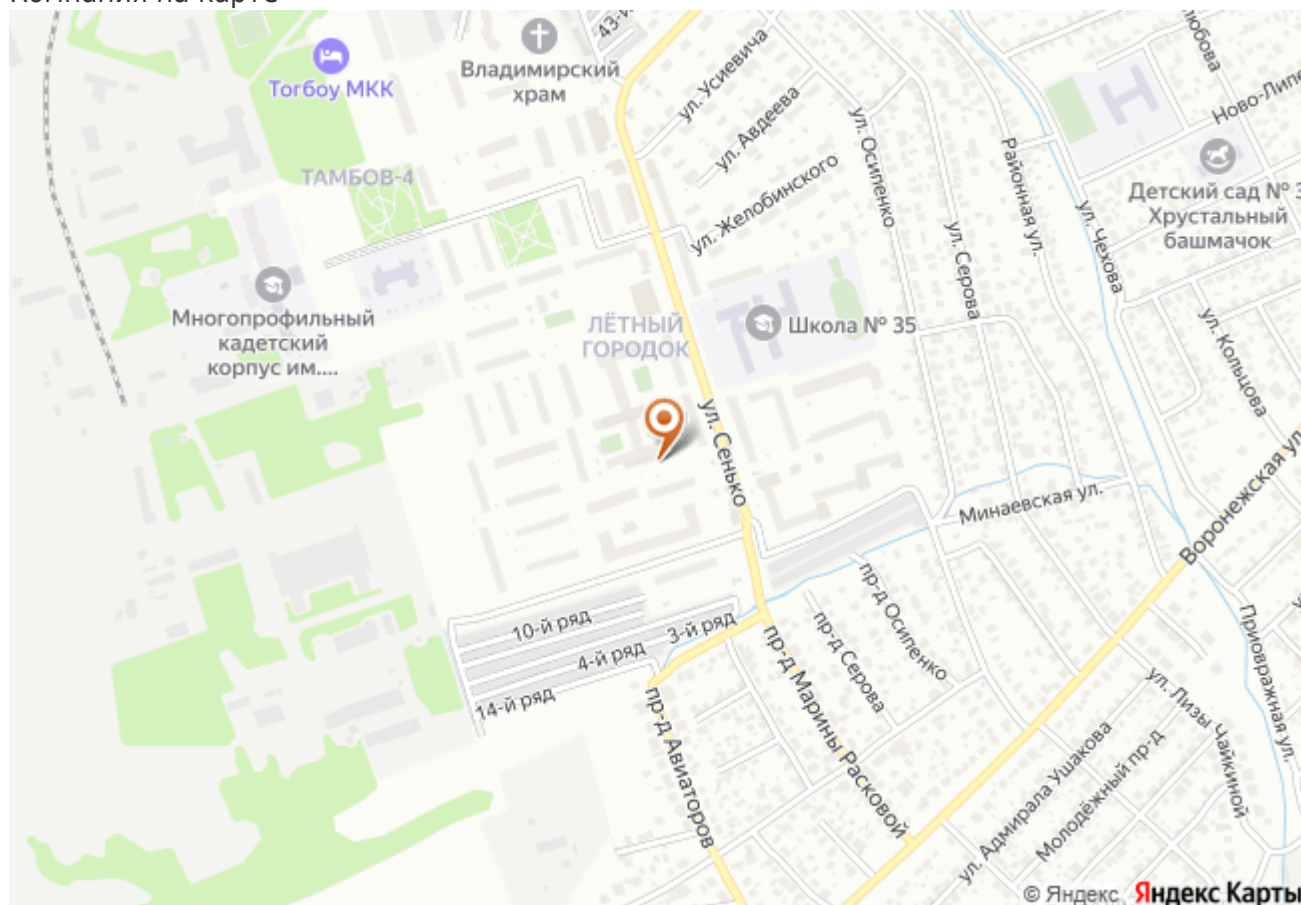 43-й
Владимирский
храм
Тогбоу МКК
ул. Усиевича
ул. Авдеева
ул. Осипенко
Ново-Липе
Районная ул.
ТАМБОВ-4
ул. Желобинского
Детский сад № 3
Хрустальный
башмачок
ул. Серова
ул. Чехова
Многопрофильный
кадетский
корпус им....
ЛЁТНЫЙ
ГОРОДОК
Школа № 35
ул. Кольцова
ул. Сенько
Минаевская ул.
Воронежская ул.
10-й ряд
3-й ряд
4-й ряд
14-й ряд
пр-д Осипенко
пр-д Серова
пр-д Марины Расковой
пр-д Авиаторов
Приовражная ул.
ул. Лизы Чайкиной
ул. Адмирала Ушакова
Молодёжный пр-д
© Яндекс Яндекс Карты